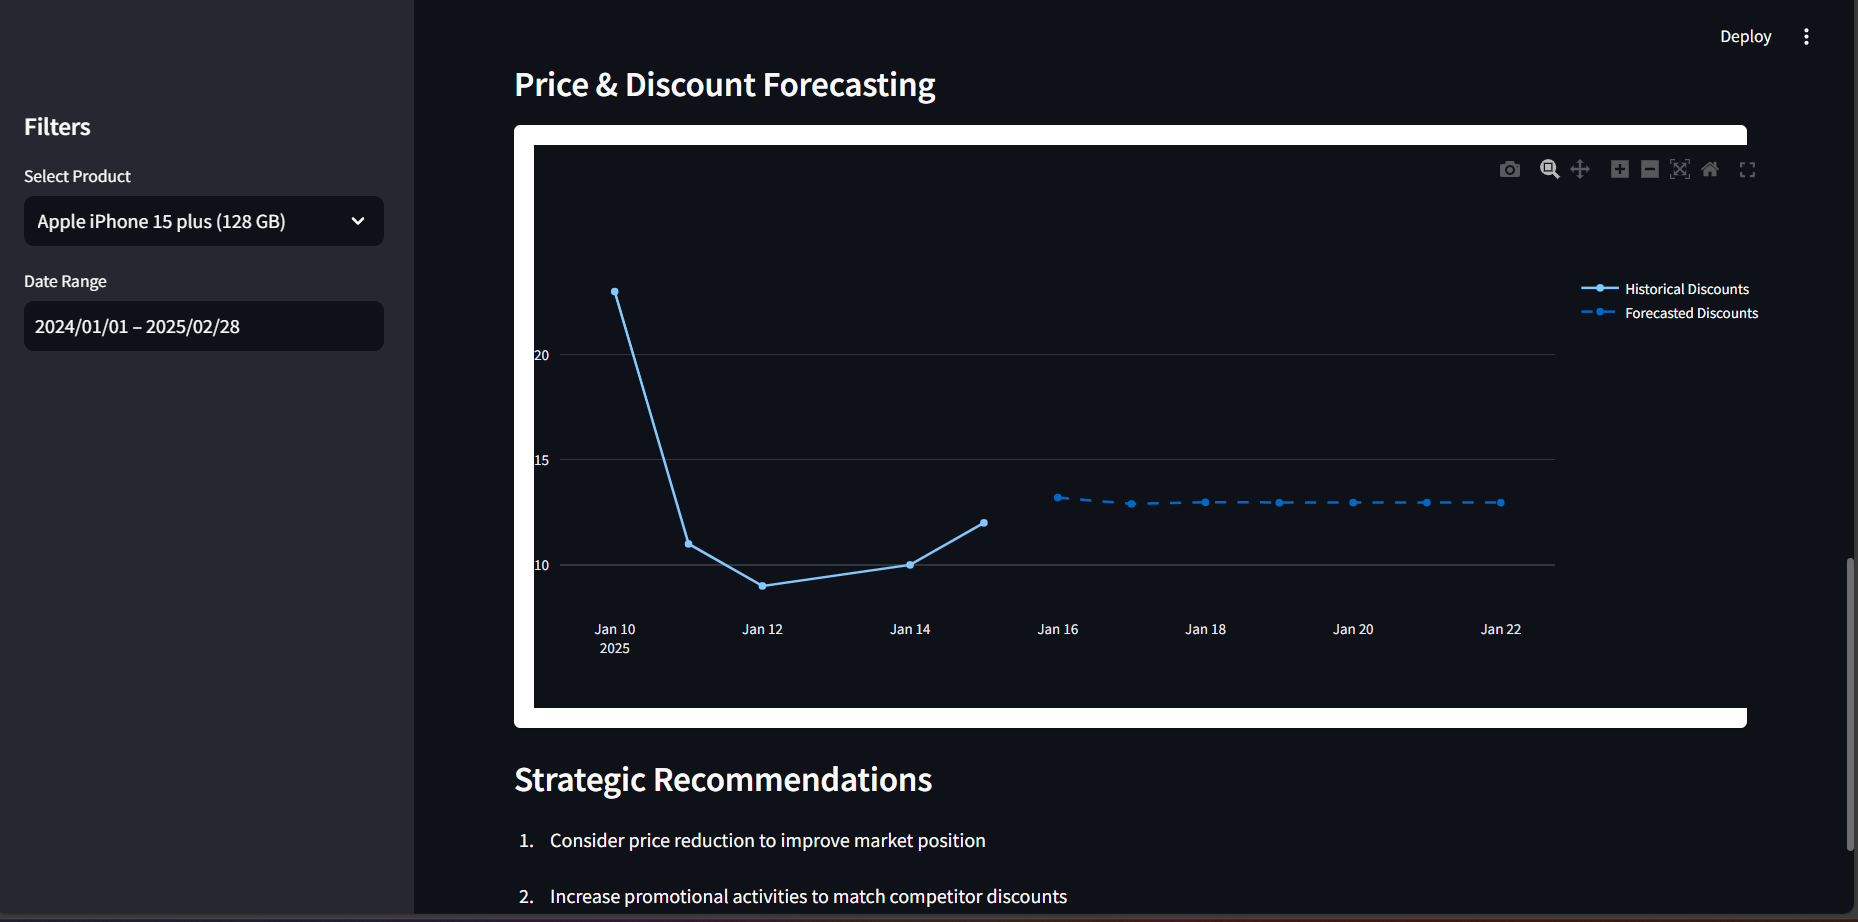 Deploy
Filters
Select Product
Apple iPhone 15 plus (128 GB)
Date Range
2024/01/01 – 2025/02/28
Price & Discount Forecasting
Historical Discounts
Forecasted Discounts
20
15
10
Jan 10 Jan 12 Jan 14 Jan 16 Jan 18 Jan 20 Jan 22
2025
Strategic Recommendations
1. Consider price reduction to improve market position
2. Increase promotional activities to match competitor discounts